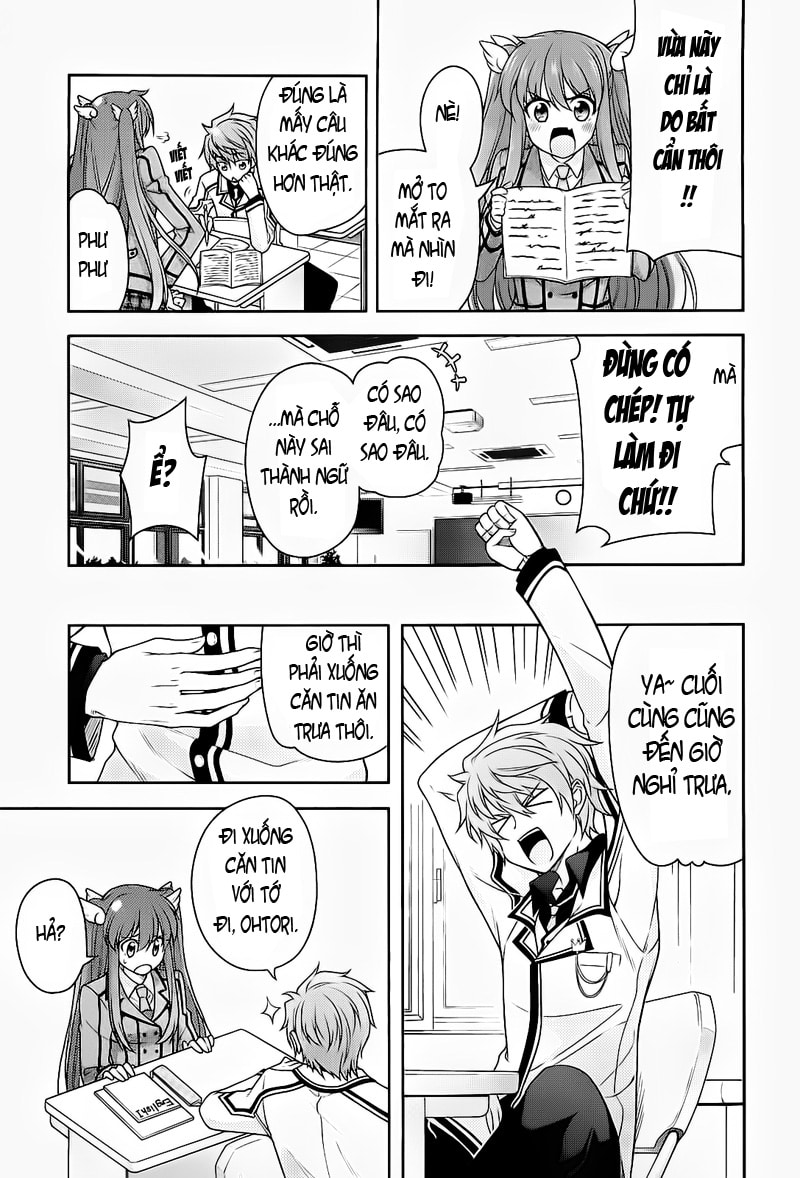 VỪA NÃY
CHỈ LÀ
DO BẤT
CẨN THÔI
!!
NÈ!
MỞ TO
MẮT RA
MÀ NHÌN
ĐI!
ĐÚNG LÀ
MẤY CÂU
KHÁC ĐÚNG
HƠN THẬT.
VIẾT
VIẾT
PHƯ
PHƯ
MÀ
ĐỪNG CÓ
CHÉP! TỰ
LÀM ĐI
CHỨ!!
CÓ SAO
ĐÂU, CÓ
SAO ĐÂU.
...MÀ CHỖ
NÀY SAI
THÀNH NGỮ
RỒI.
Ể?
YA~ CUỐI
CÙNG CŨNG
ĐẾN GIỜ
NGHỈ TRƯA.
GIỜ THÌ
PHẢI XUỐNG
CĂN TIN ĂN
TRƯA THÔI.
ĐI XUỐNG
CĂN TIN
VỚI TỚ
ĐI, OHTORI.
HẢ?
English I